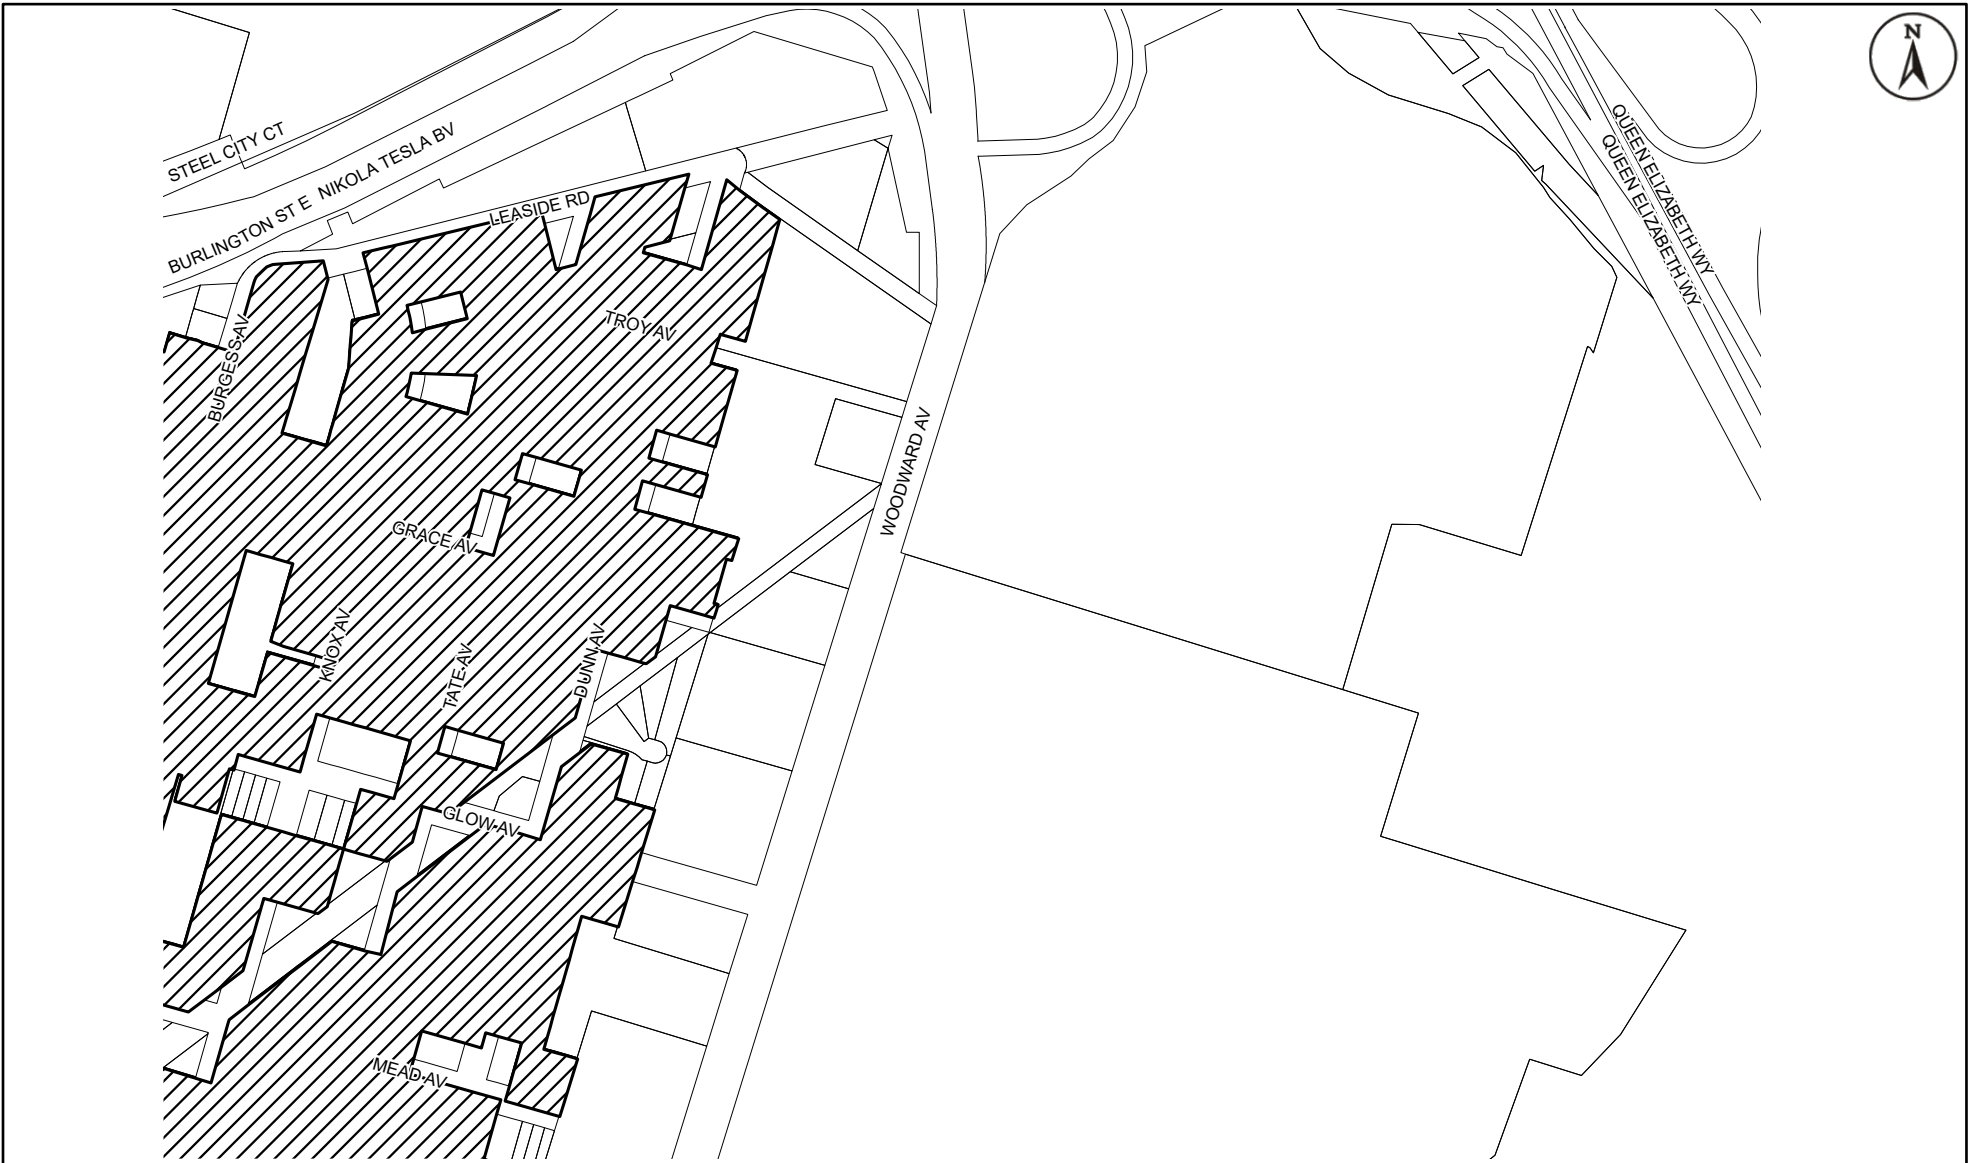 N
STEEL CITY CT
BURLINGTON ST E
NIKOLA TESLA BV
QUEEN ELIZABETH WY
QUEEN ELIZABETH WY
LEASIDE RD
TROY AV
BURGESS AV
WOODWARD AV
GRACE AV
KNOX AV
TATE AV
DUNN AV
GLOW AV
MEAD AV